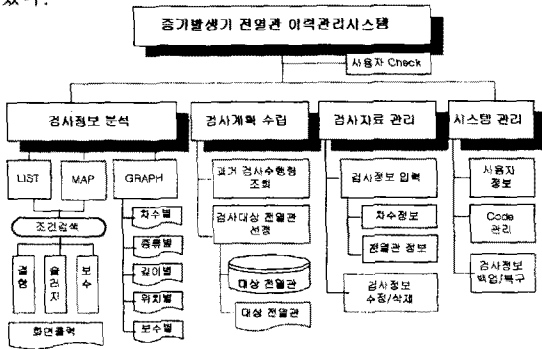 증기발생기 전열관 이력관리시스템
사용자 Check
검사정보 분석
검사계획 수립
검사자료 관리
시스템 관리
LIST
MAP
GRAPH
조건검색
결함
슬러지
보수
화면출력
차수별
종류별
깊이별
위치별
보수별
과거 검사수행범
조회
검사대상 전열관
선정
대상 전열관
대상 전열관
검사정보 입력
차수정보
전열관 정보
검사정보
수정/삭제
사용자
정보
Code
관리
검사정보
백업/복구